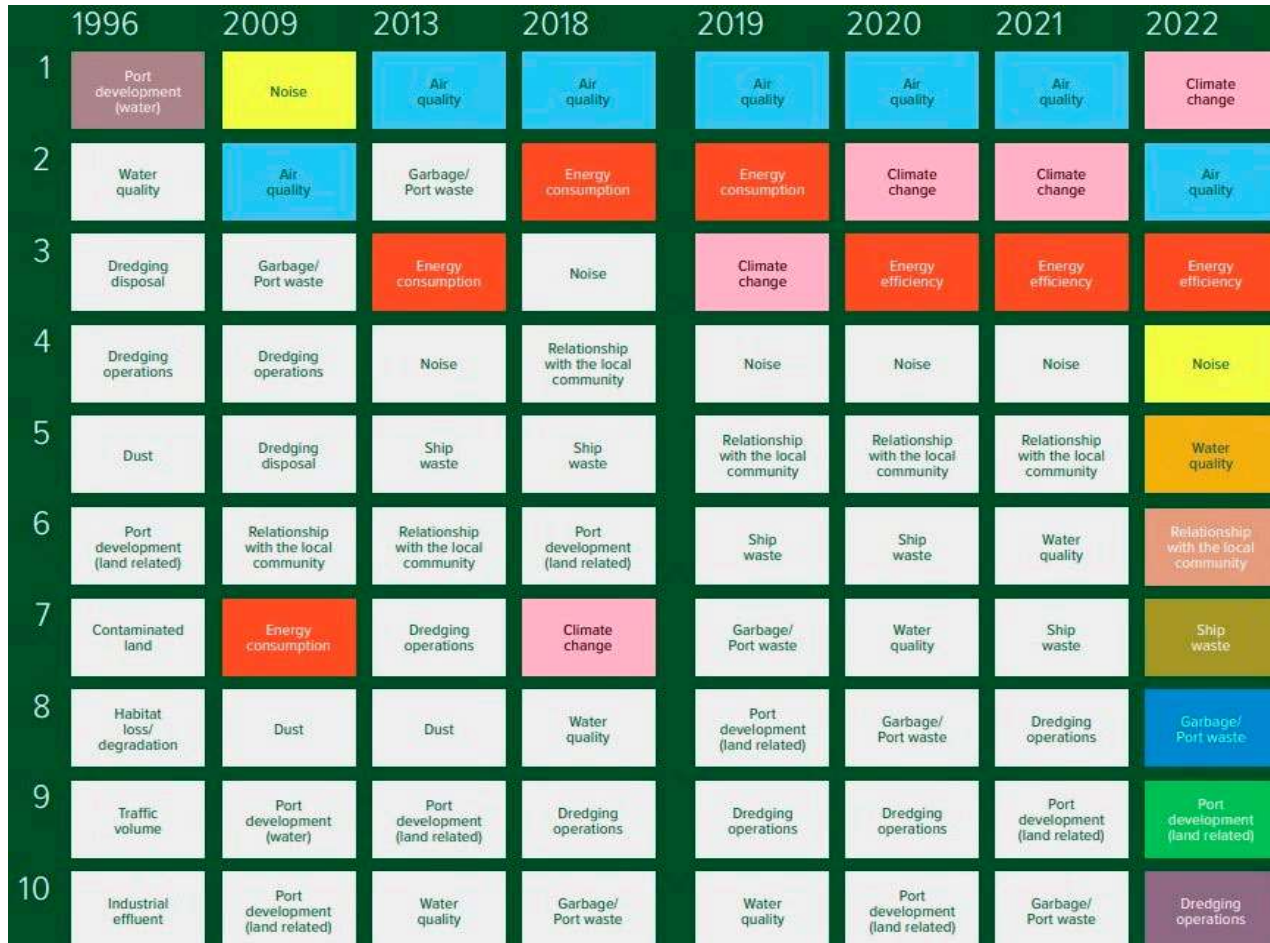 1996 2009 2013 2018 2019 2020 2021 2022
1
Port
development
(water)
Noise
Air
quality
Air
quality
Air
quality
Air
quality
Air
quality
Climate
change
2
Water
quality
Air
quality
Garbage/
Port waste
Energy
consumption
Energy
consumption
Climate
change
Climate
change
Air
quality
3
Dredging
disposal
Garbage/
Port waste
Energy
consumption
Noise
Climate
change
Energy
efficiency
Energy
efficiency
Energy
efficiency
4
Dredging
operations
Dredging
operations
Noise
Relationship
with the local
community
Noise
Noise
Noise
Noise
5
Dust
Dredging
disposal
Ship
waste
Ship
waste
Relationship
with the local
community
Relationship
with the local
community
Relationship
with the local
community
Water
quality
6
Port
development
(land related)
Relationship
with the local
community
Relationship
with the local
community
Port
development
(land related)
Ship
waste
Ship
waste
Water
quality
Relationship
with the local
community
7
Contaminated
land
Energy
consumption
Dredging
operations
Climate
change
Garbage/
Port waste
Water
quality
Ship
waste
Ship
waste
8
Habitat
loss/
degradation
Dust
Dust
Water
quality
Port
development
(land related)
Garbage/
Port waste
Dredging
operations
Garbage/
Port waste
9
Traffic
volume
Port
development
(water)
Port
development
(land related)
Dredging
operations
Dredging
operations
Dredging
operations
Port
development
(land related)
Port
development
(land related)
10
Industrial
effluent
Port
development
(land related)
Water
quality
Garbage/
Port waste
Water
quality
Port
development
(land related)
Garbage/
Port waste
Dredging
operations